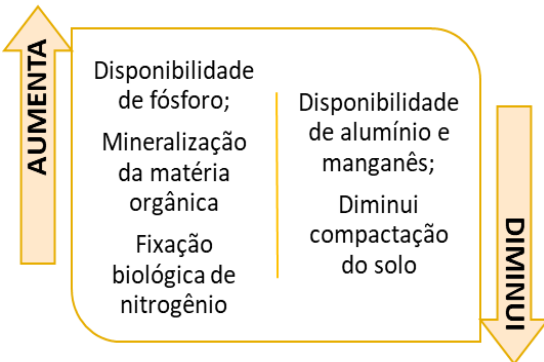 AUMENTA
Disponibilidade
de fósforo;
Mineralização
da matéria
orgânica
Fixação
biológica de
nitrogênio
Disponibilidade
de alumínio e
manganês;
Diminui
compactação
do solo
DIMINUI